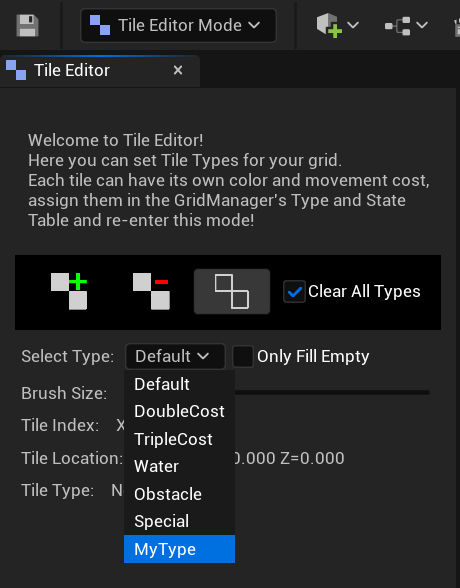 Tile Editor Mode
Tile Editor
Welcome to Tile Editor!
Here you can set Tile Types for your grid.
Each tile can have its own color and movement cost,
assign them in the GridManager's Type and State
Table and re-enter this mode!
Clear All Types
Select Type: Default Only Fill Empty
Default
Brush Size:
DoubleCost
Tile Index: X
TripleCost
Tile Location: 0.000 Z=0.000
Water
Tile Type: N
Obstacle
Special
MyType